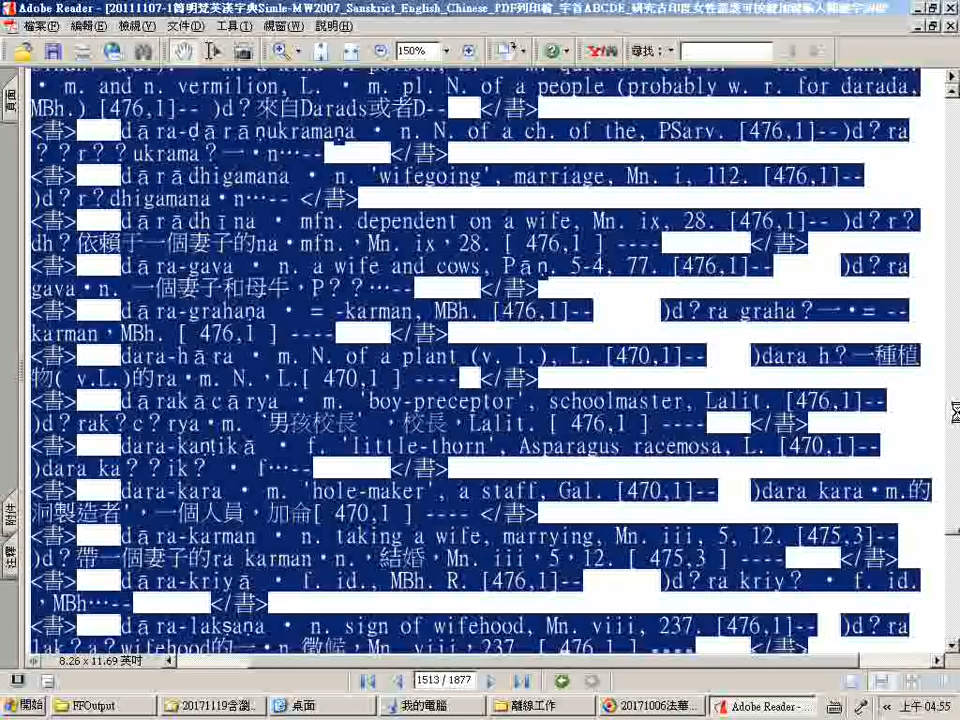 Adobe Reader - [20111107-1簡明梵英漢字典Simle-MW2007_Sanskrict_English_Chinese_PDF列印稿_字首ABCDE_研究古印度女性
檔案(F) 編輯(E) 檢視(V) 文件(D) 工具(T) 視窗(W) 說明(H)
150% 尋找：
• m. and n. vermilion, L. • m. pl. N. of a people (probably w. r. for darada,
MBh.) [476,1]-- )d？來自Darads或者D-- </書>
<書> dāra-ḍārāṇukramaṇa • n. N. of a ch. of the, PSarv. [476,1]-- )d？ra
？？r？？ukrama？一・n…-- </書>
<書> dārādhigamana • n. 'wifegoing', marriage, Mn. i, 112. [476,1]--
)d？r？dhigamana・n…-- </書>
<書> dārādhīna • mfn. dependent on a wife, Mn. ix, 28. [476,1]-- )d？r？
dh？依賴于一個妻子的na・mfn.，Mn. ix，28. [ 476,1 ] ---- </書>
<書> dāra-gava • n. a wife and cows, Pāṇ. 5-4, 77. [476,1]-- )d？ra
gava・n. 一個妻子和母牛，P？？…-- </書>
<書> dāra-grahaṇa • = -karman, MBh. [476,1]-- )d？ra graha？一・= --
karman，MBh. [ 476,1 ] ---- </書>
<書> dara-hāra • m. N. of a plant (v. l.), L. [470,1]-- )dara h？一種植
物( v.L.)的ra・m. N.，L.[ 470,1 ] ---- </書>
<書> dārakācārya • m. 'boy-preceptor', schoolmaster, Lalit. [476,1]--
)d？rak？c？rya・m. `男孩校長'，校長，Lalit. [ 476,1 ] ---- </書>
<書> dara-kaṇṭikā • f. 'little-thorn', Asparagus racemosa, L. [470,1]--
)dara ka？？ik？ • f…-- </書>
<書> dara-kara • m. 'hole-maker', a staff, Gal. [470,1]-- )dara kara・m.的
洞製造者'，一個人員，加侖[ 470,1 ] ---- </書>
<書> dāra-karman • n. taking a wife, marrying, Mn. iii, 5, 12. [475,3]--
)d？帶一個妻子的ra karman・n.，結婚，Mn. iii，5，12. [ 475,3 ] ---- </書>
<書> dāra-kriyā • f. id., MBh. R. [476,1]-- )d？ra kriy？ • f. id.
，MBh…-- </書>
<書> dāra-lakṣaṇa • n. sign of wifehood, Mn. viii, 237. [476,1]-- )d？ra
lak？a？wifehood的一・n. 徵候，Mn. viii，237. [ 476,1 ] ---- </書>
頁面
附件
注釋
8.26 x 11.69 英吋
1513 / 1877
開始 FFOutput 20171119含瀏... 桌面 我的電腦 離線工作 20171006法華... Adobe Reader - [... 上午 04:55